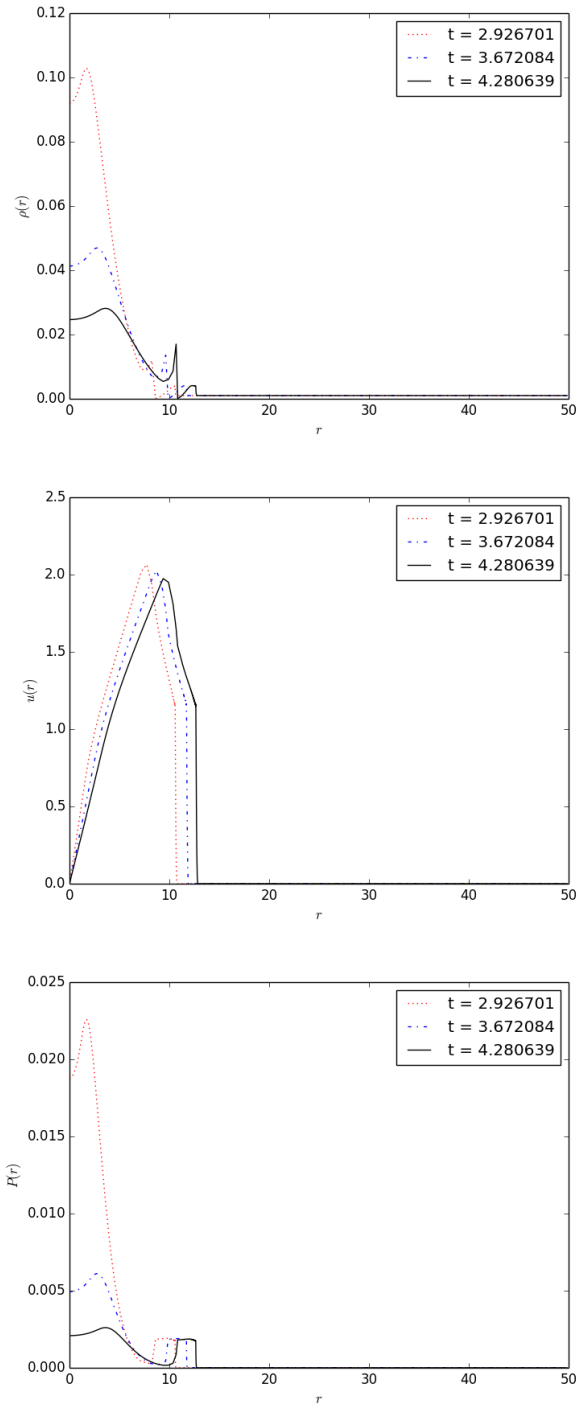 0.12
0.10
0.08
0.06
0.04
0.02
0.00
ρ(r)
0 10 20 30 40 50
r
t = 2.926701
t = 3.672084
t = 4.280639
2.5
2.0
1.5
1.0
0.5
0.0
u(r)
0 10 20 30 40 50
r
t = 2.926701
t = 3.672084
t = 4.280639
0.025
0.020
0.015
0.010
0.005
0.000
P(r)
0 10 20 30 40 50
r
t = 2.926701
t = 3.672084
t = 4.280639